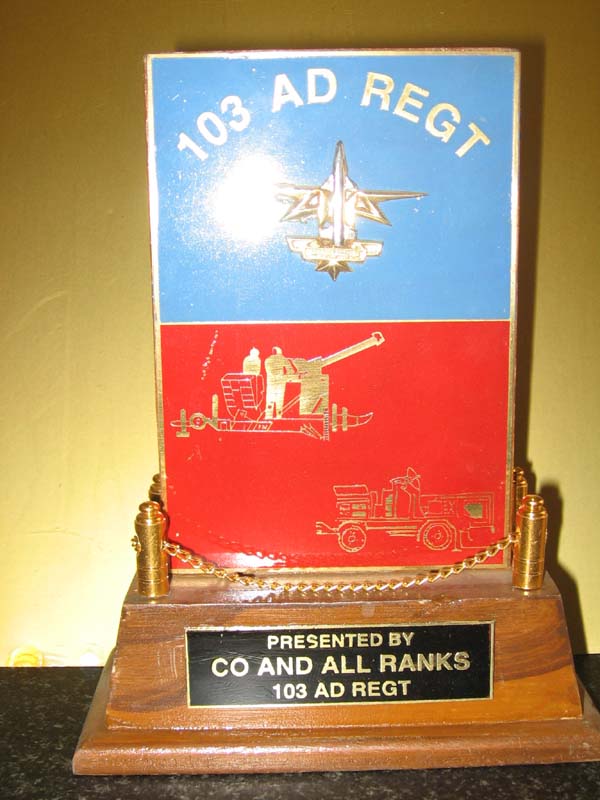 103 AD REGT
PRESENTED BY
CO AND ALL RANKS
103 AD REGT